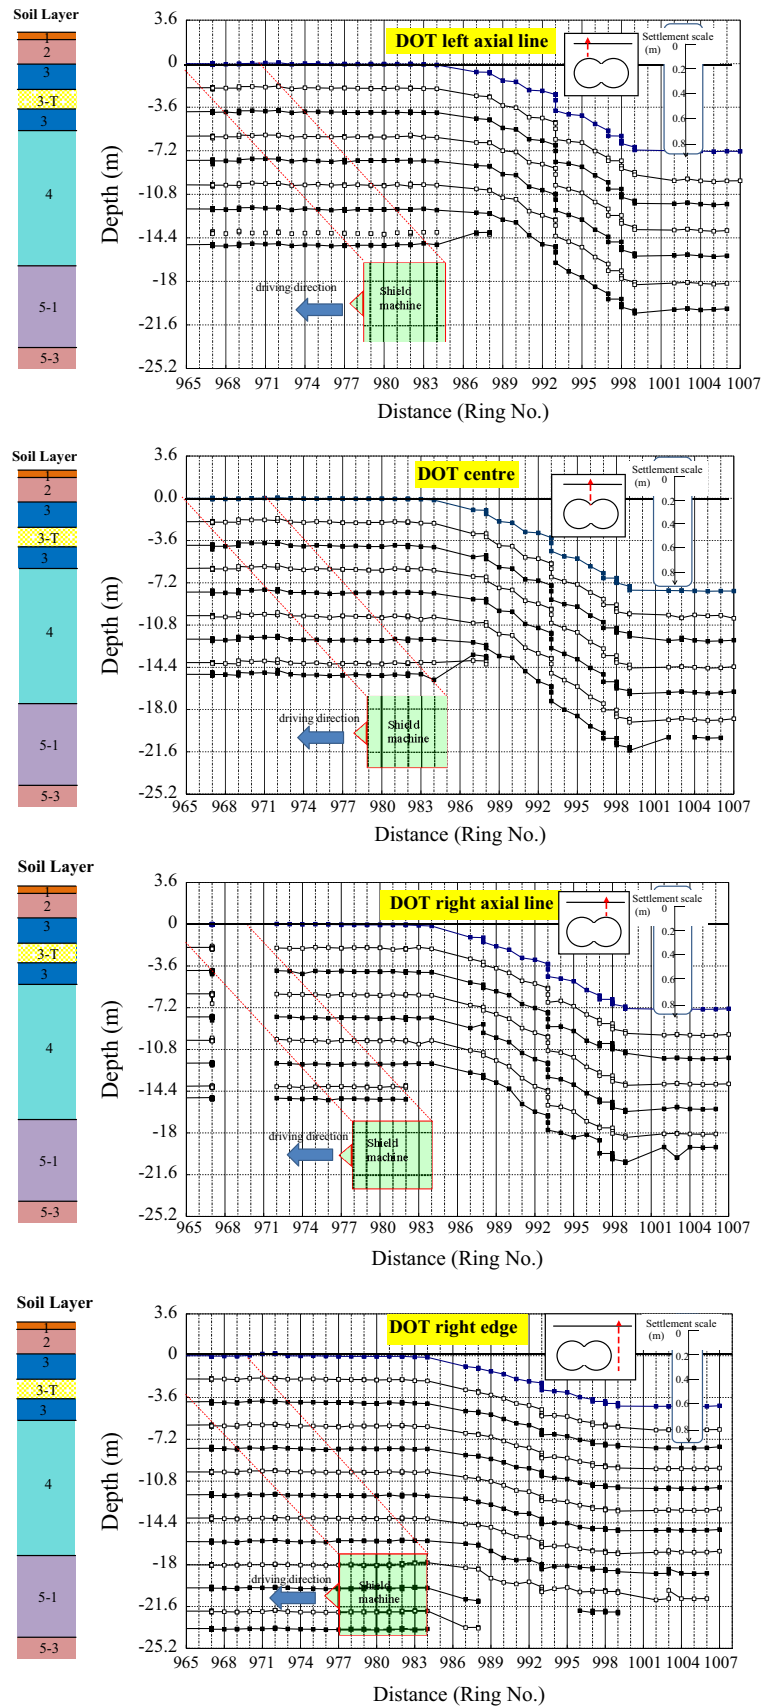 Soil Layer
1
2
3
3-T
3
4
5-1
5-3
Depth (m)
3.6
0
-3.6
-7.2
-10.8
-14.4
-18
-21.6
-25.2
DOT left axial line
Settlement scale
(m)
0
0.2
0.4
0.6
0.8
driving direction
Shield
machine
965 968 971 974 977 980 983 986 989 992 995 998 1001 1004 1007
Distance (Ring No.)
Soil Layer
1
2
3
3-T
3
4
5-1
5-3
Depth (m)
3.6
0.0
-3.6
-7.2
-10.8
-14.4
-18.0
-21.6
-25.2
DOT centre
Settlement scale
(m)
0
0.2
0.4
0.6
0.8
driving direction
Shield
machine
965 968 971 974 977 980 983 986 989 992 995 998 1001 1004 1007
Distance (Ring No.)
Soil Layer
1
2
3
3-T
3
4
5-1
5-3
Depth (m)
3.6
0
-3.6
-7.2
-10.8
-14.4
-18
-21.6
-25.2
DOT right axial line
Settlement scale
(m)
0
0.2
0.4
0.6
0.8
driving direction
Shield
machine
965 968 971 974 977 980 983 986 989 992 995 998 1001 1004 1007
Distance (Ring No.)
Soil Layer
1
2
3
3-T
3
4
5-1
5-3
Depth (m)
3.6
0
-3.6
-7.2
-10.8
-14.4
-18
-21.6
-25.2
DOT right edge
Settlement scale
(m)
0
0.2
0.4
0.6
0.8
driving direction
Shield
machine
965 968 971 974 977 980 983 986 989 992 995 998 1001 1004 1007
Distance (Ring No.)